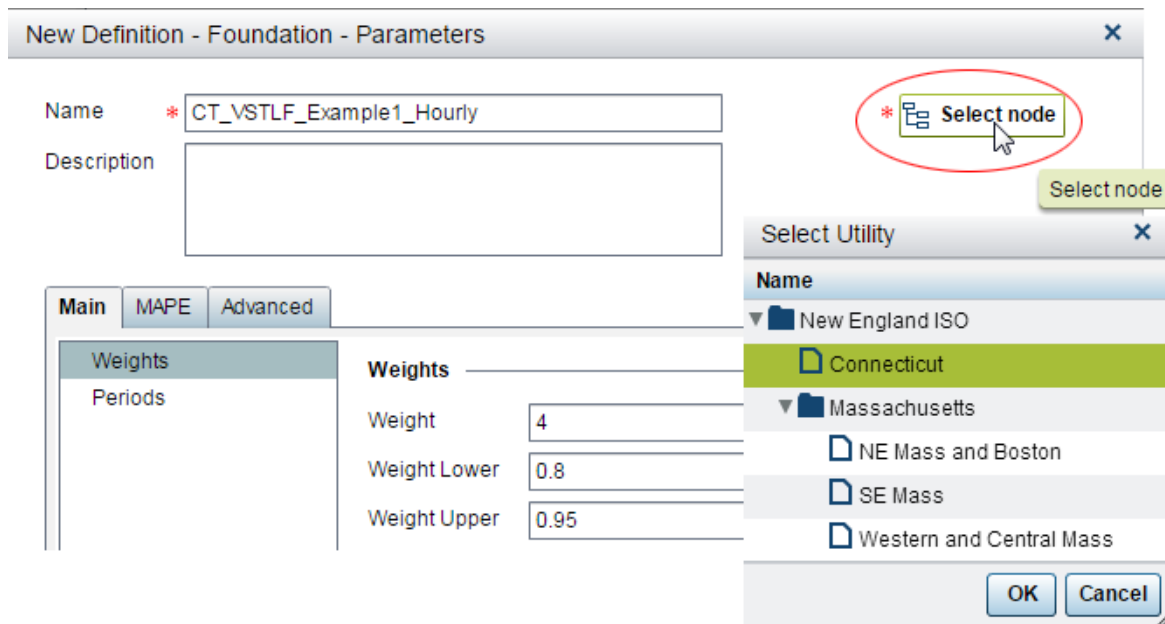 New Definition - Foundation - Parameters
Name * CT_VSTLF_Example1_Hourly
* Select node
Description
Select node
Main MAPE Advanced
Weights
Periods
Weights
Weight 4
Weight Lower 0.8
Weight Upper 0.95
Select Utility
Name
New England ISO
Connecticut
Massachusetts
NE Mass and Boston
SE Mass
Western and Central Mass
OK Cancel